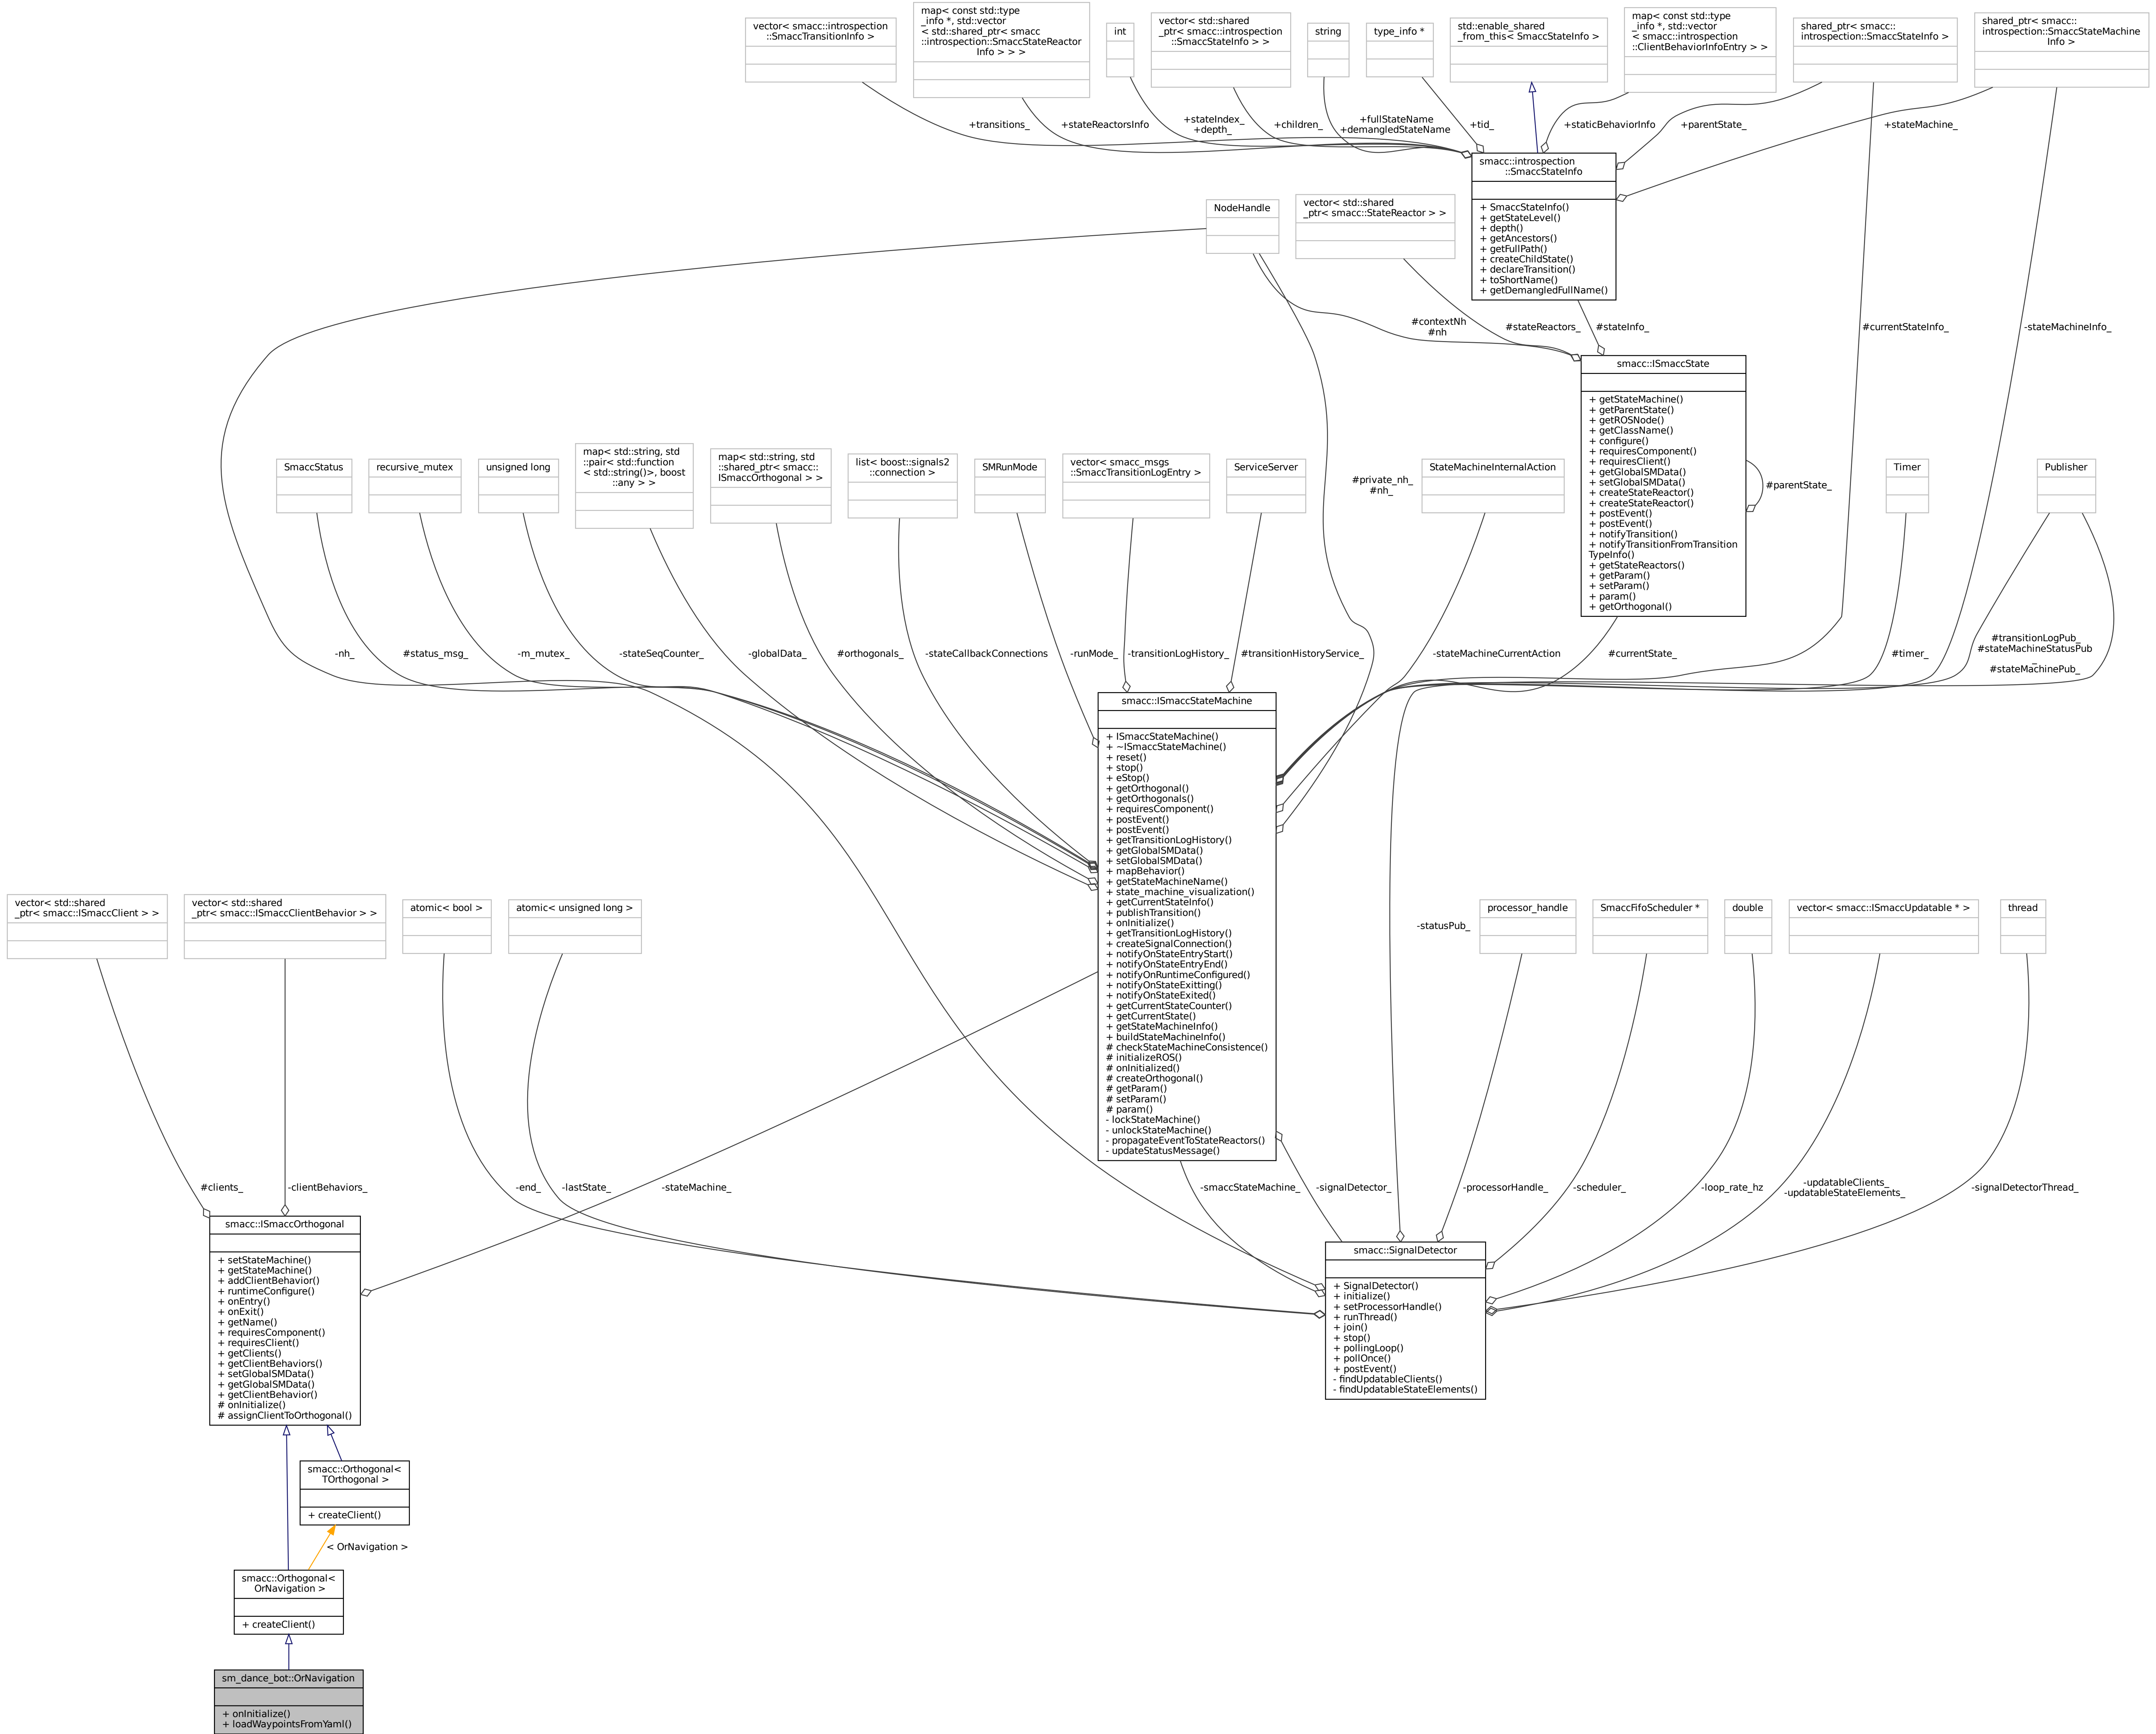 vector< smacc::introspection
::SmaccTransitionInfo >
map< const std::type
_info *, std::vector
< std::shared_ptr< smacc
::introspection::SmaccStateReactor
Info > > >
int
vector< std::shared
_ptr< smacc::introspection
::SmaccStateInfo > >
string
type_info *
std::enable_shared
_from_this< SmaccStateInfo >
map< const std::type
_info *, std::vector
< smacc::introspection
::ClientBehaviorInfoEntry > >
shared_ptr< smacc::
introspection::SmaccStateInfo >
shared_ptr< smacc::
introspection::SmaccStateMachine
Info >
+transitions_
+stateReactorsInfo
+stateIndex_
+depth_
+children_
+fullStateName
+demangledStateName
+tid_
+staticBehaviorInfo
+parentState_
+stateMachine_
smacc::introspection
::SmaccStateInfo
+ SmaccStateInfo()
+ getStateLevel()
+ depth()
+ getAncestors()
+ getFullPath()
+ createChildState()
+ declareTransition()
+ toShortName()
+ getDemangledFullName()
NodeHandle
vector< std::shared
_ptr< smacc::StateReactor > >
#contextNh
#nh
#stateReactors_
#stateInfo_
#currentStateInfo_
-stateMachineInfo_
smacc::ISmaccState
+ getStateMachine()
+ getParentState()
+ getROSNode()
+ getClassName()
+ configure()
+ requiresComponent()
+ requiresClient()
+ getGlobalSMData()
+ setGlobalSMData()
+ createStateReactor()
+ createStateReactor()
+ postEvent()
+ postEvent()
+ notifyTransition()
+ notifyTransitionFromTransition
TypeInfo()
+ getStateReactors()
+ getParam()
+ setParam()
+ param()
+ getOrthogonal()
#parentState_
SmaccStatus
recursive_mutex
unsigned long
map< std::string, std
::pair< std::function
< std::string()>, boost
::any > >
map< std::string, std
::shared_ptr< smacc::
ISmaccOrthogonal > >
list< boost::signals2
::connection >
SMRunMode
vector< smacc_msgs
::SmaccTransitionLogEntry >
ServiceServer
#private_nh_
#nh_
StateMachineInternalAction
Timer
Publisher
-nh_
#status_msg_
-m_mutex_
-stateSeqCounter_
-globalData_
#orthogonals_
-stateCallbackConnections
-runMode_
-transitionLogHistory_
#transitionHistoryService_
-stateMachineCurrentAction
#currentState_
#timer_
#transitionLogPub_
#stateMachineStatusPub
_
#stateMachinePub_
smacc::ISmaccStateMachine
+ ISmaccStateMachine()
+ ~ISmaccStateMachine()
+ reset()
+ stop()
+ eStop()
+ getOrthogonal()
+ getOrthogonals()
+ requiresComponent()
+ postEvent()
+ postEvent()
+ getTransitionLogHistory()
+ getGlobalSMData()
+ setGlobalSMData()
+ mapBehavior()
+ getStateMachineName()
+ state_machine_visualization()
+ getCurrentStateInfo()
+ publishTransition()
+ onInitialize()
+ getTransitionLogHistory()
+ createSignalConnection()
+ notifyOnStateEntryStart()
+ notifyOnStateEntryEnd()
+ notifyOnRuntimeConfigured()
+ notifyOnStateExitting()
+ notifyOnStateExited()
+ getCurrentStateCounter()
+ getCurrentState()
+ getStateMachineInfo()
+ buildStateMachineInfo()
# checkStateMachineConsistence()
# initializeROS()
# onInitialized()
# createOrthogonal()
# getParam()
# setParam()
# param()
- lockStateMachine()
- unlockStateMachine()
- propagateEventToStateReactors()
- updateStatusMessage()
vector< std::shared
_ptr< smacc::ISmaccClient > >
vector< std::shared
_ptr< smacc::ISmaccClientBehavior > >
atomic< bool >
atomic< unsigned long >
-statusPub_
processor_handle
SmaccFifoScheduler *
double
vector< smacc::ISmaccUpdatable * >
thread
#clients_
-clientBehaviors_
-end_
-lastState_
-stateMachine_
-smaccStateMachine_
-signalDetector_
-processorHandle_
-scheduler_
-loop_rate_hz
-updatableClients_
-updatableStateElements_
-signalDetectorThread_
smacc::ISmaccOrthogonal
+ setStateMachine()
+ getStateMachine()
+ addClientBehavior()
+ runtimeConfigure()
+ onEntry()
+ onExit()
+ getName()
+ requiresComponent()
+ requiresClient()
+ getClients()
+ getClientBehaviors()
+ setGlobalSMData()
+ getGlobalSMData()
+ getClientBehavior()
# onInitialize()
# assignClientToOrthogonal()
smacc::SignalDetector
+ SignalDetector()
+ initialize()
+ setProcessorHandle()
+ runThread()
+ join()
+ stop()
+ pollingLoop()
+ pollOnce()
+ postEvent()
- findUpdatableClients()
- findUpdatableStateElements()
smacc::Orthogonal<
TOrthogonal >
+ createClient()
< OrNavigation >
smacc::Orthogonal<
OrNavigation >
+ createClient()
sm_dance_bot::OrNavigation
+ onInitialize()
+ loadWaypointsFromYaml()